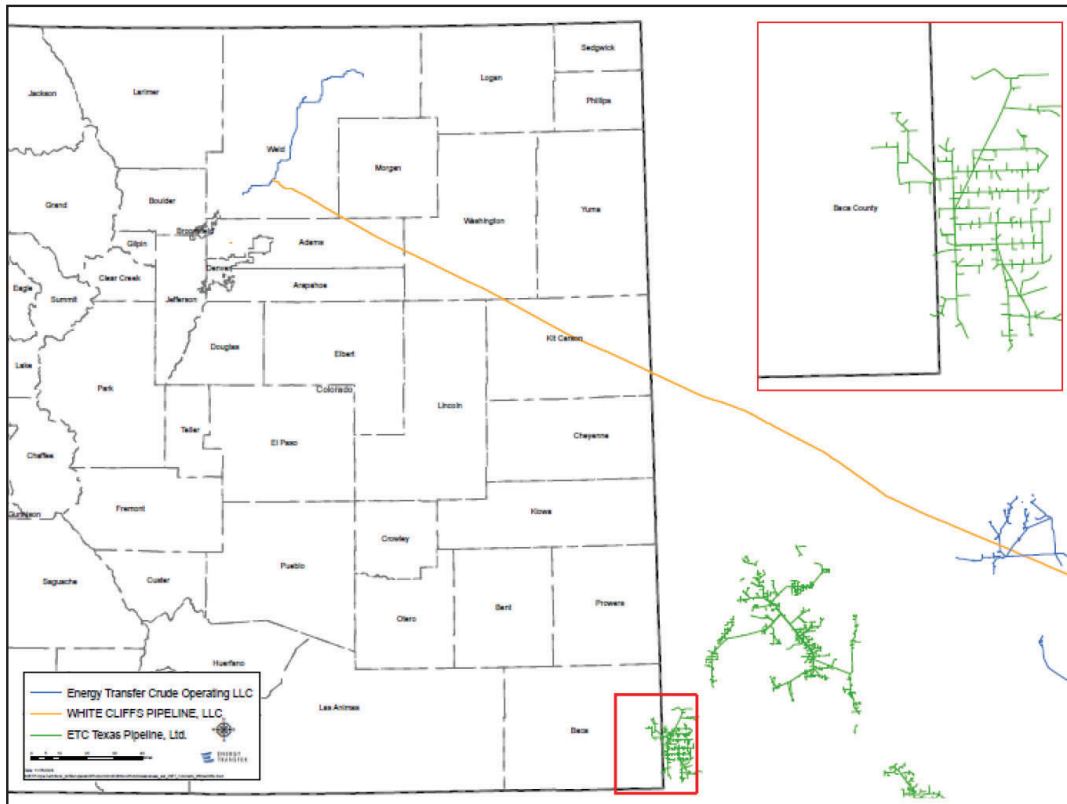 Sedgwick
Logan
Jackson
Larimer
Phillips
Weld
Morgan
Boulder
Grand
Washington
Yuma
Baca County
Broomfield
Gilpin
Adams
Clear Creek
Denver
Eagle
Summit
Jefferson
Arapahoe
Kit Carson
Douglas
Elbert
Lake
Park
Colorado
Lincoln
Teller
El Paso
Cheyenne
Chaffee
Fremont
Gunnison
Kiowa
Crowley
Pueblo
Saguache
Custer
Otero
Bent
Prowers
Huerfano
Las Animas
Baca
Energy Transfer Crude Operating LLC
WHITE CLIFFS PIPELINE, LLC
ETC Texas Pipeline, Ltd.
ENERGY
TRANSFER